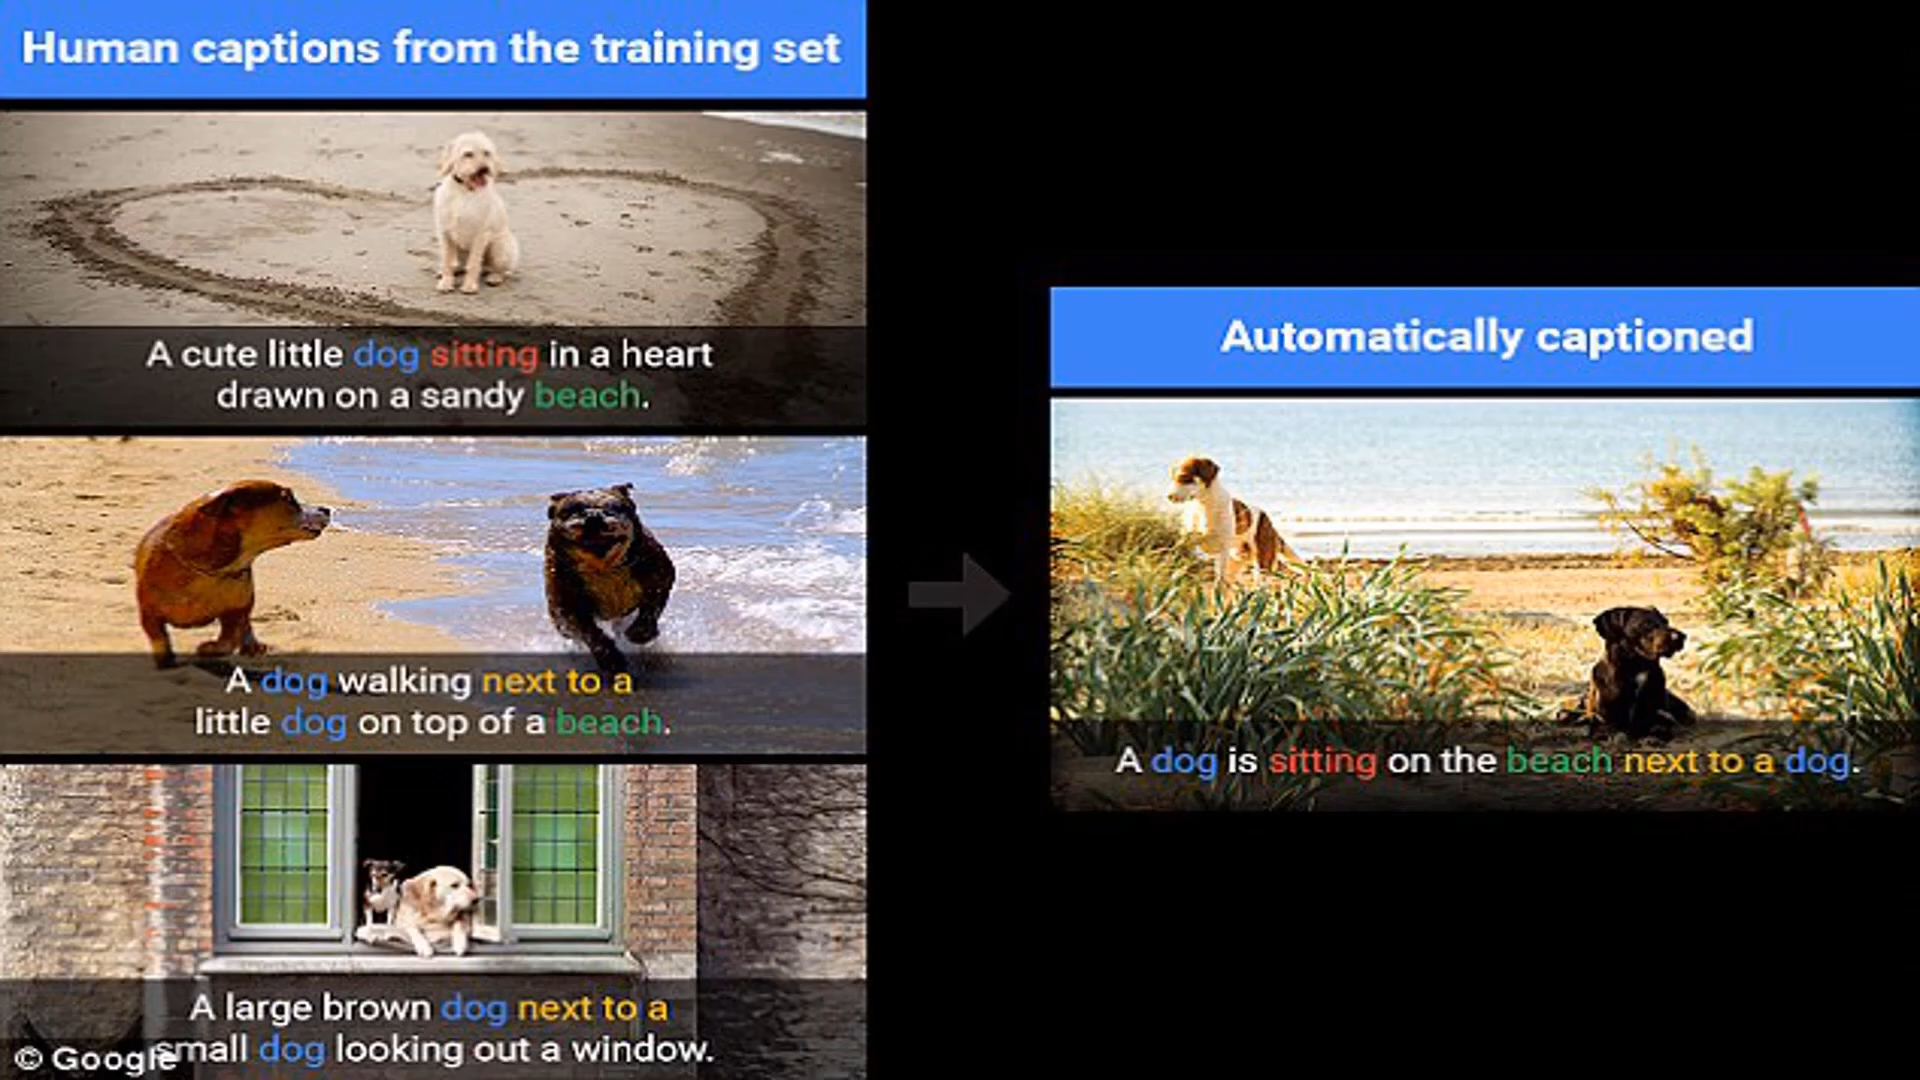 Human captions from the training set
A cute little dog sitting in a heart
drawn on a sandy beach.
A dog walking next to a
little dog on top of a beach.
A large brown dog next to a
small dog looking out a window.
© Google
Automatically captioned
A dog is sitting on the beach next to a dog.